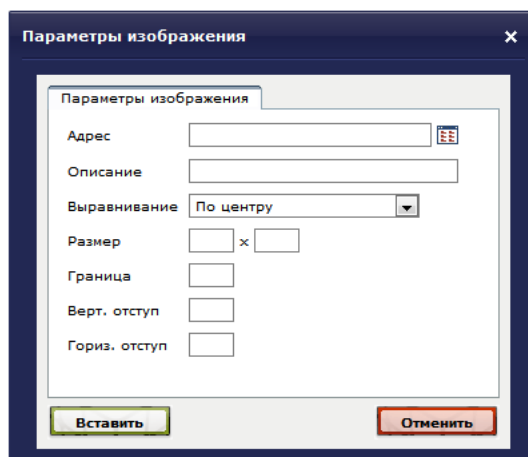 Параметры изображения
Параметры изображения
Адрес
Описание
Выравнивание По центру
Размер x
Граница
Верт. отступ
Гориз. отступ
Вставить Отменить